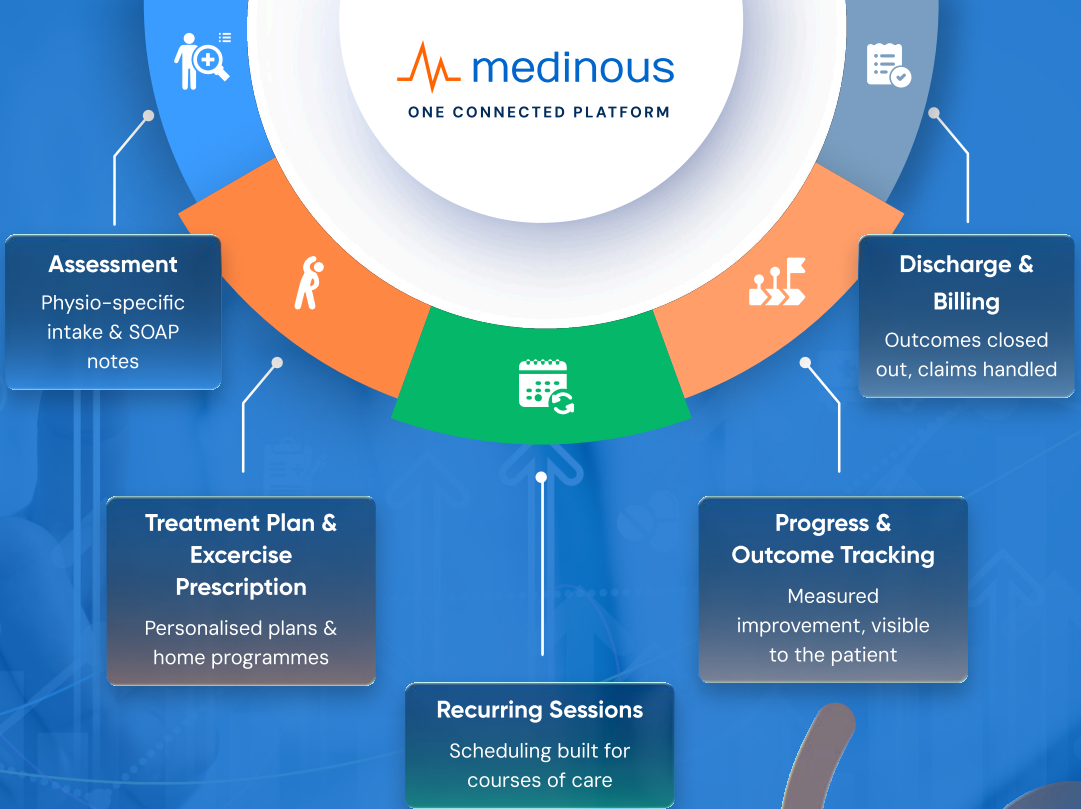 medinous
ONE CONNECTED PLATFORM
Assessment
Physio-specific
intake & SOAP
notes
Treatment Plan &
Excercise
Prescription
Personalised plans &
home programmes
Recurring Sessions
Scheduling built for
courses of care
Progress &
Outcome Tracking
Measured
improvement, visible
to the patient
Discharge &
Billing
Outcomes closed
out, claims handled